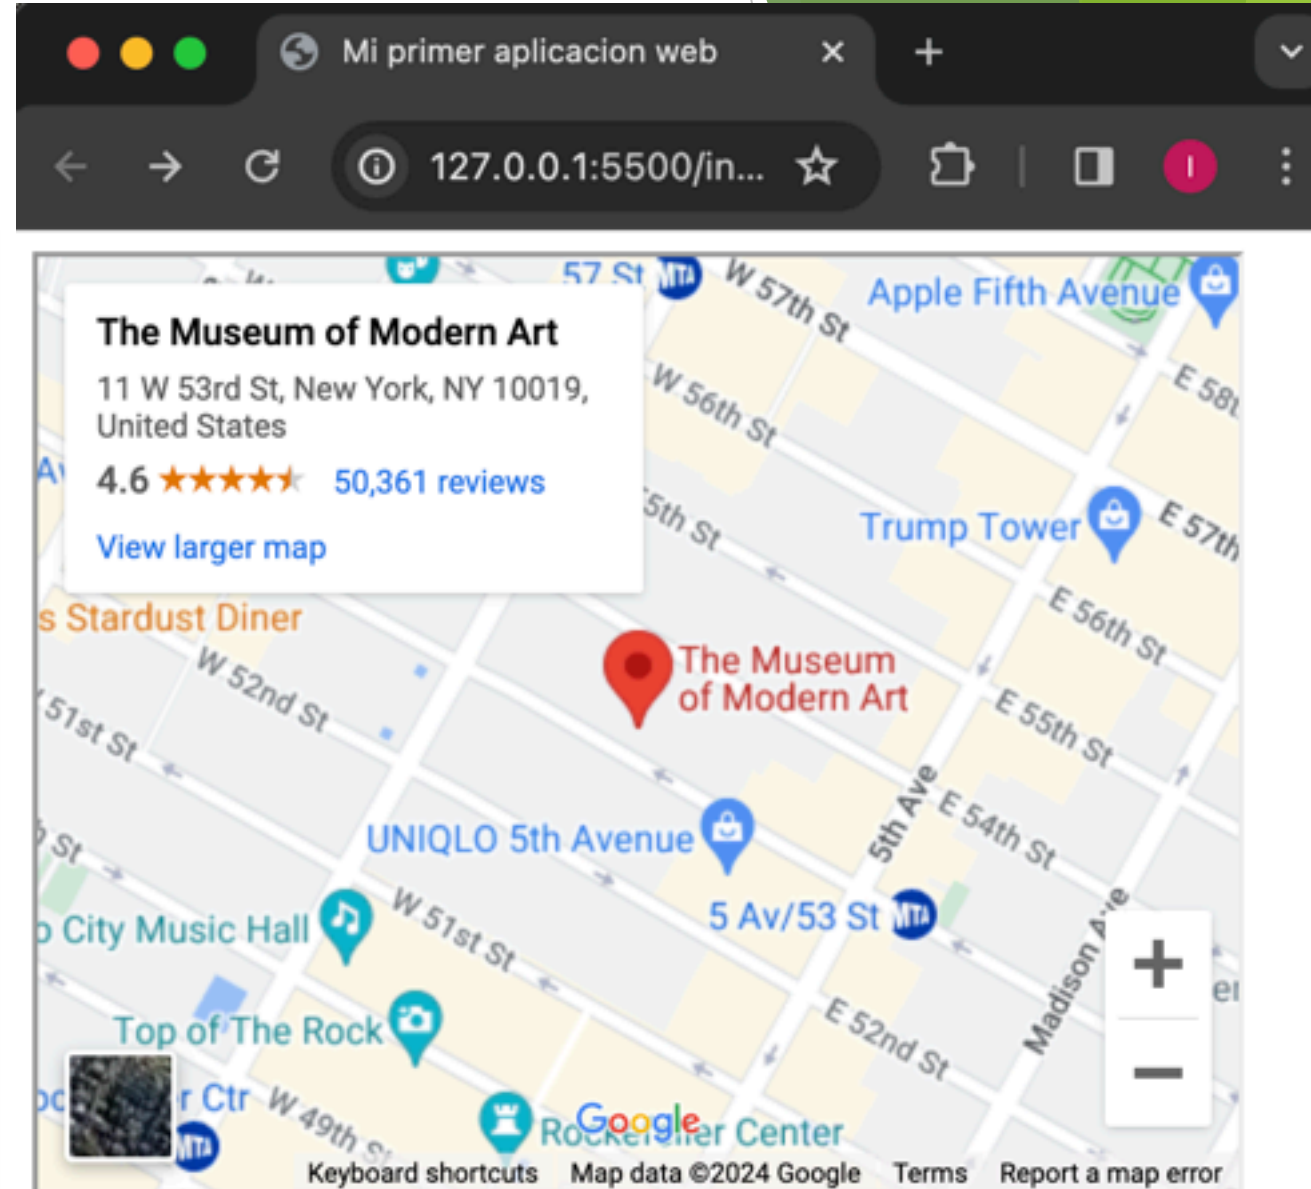 Mi primer aplicacion web
127.0.0.1:5500/in...
57 St
MTA
W 57th St
Apple Fifth Avenue
The Museum of Modern Art
11 W 53rd St, New York, NY 10019,
United States
4.6
50,361 reviews
View larger map
W 56th St
5th St
Trump Tower
E 57th
E 56th St
s Stardust Diner
W 52nd St
51st St
The Museum
of Modern Art
E 55th St
5th Ave
E 54th St
UNIQLO 5th Avenue
5 Av/53 St
MTA
W 51st St
City Music Hall
Madison Ave
Top of The Rock
E 52nd St
r Ctr
MTA
W 49th St
Google
Rockefeller Center
Keyboard shortcuts
Map data ©2024 Google
Terms
Report a map error